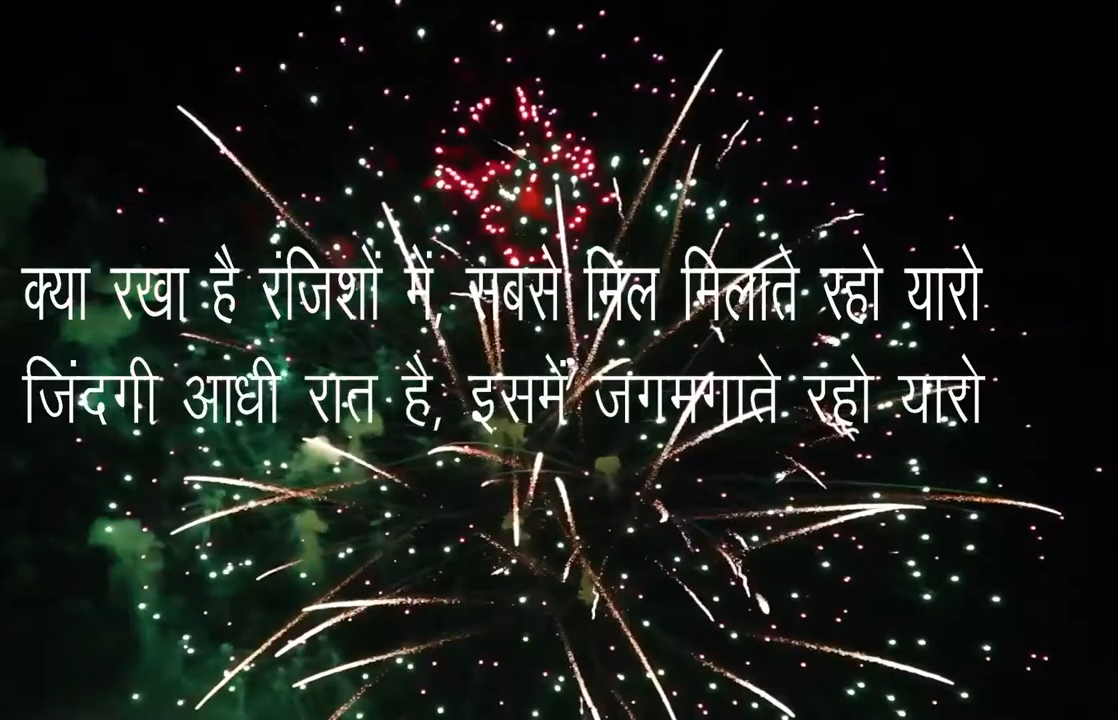 क्या रखा है रंजिशों में, सबसे मिल मिलाते रहो यारो
जिंदगी आधी रात है, इसमें जगमगाते रहो यारो